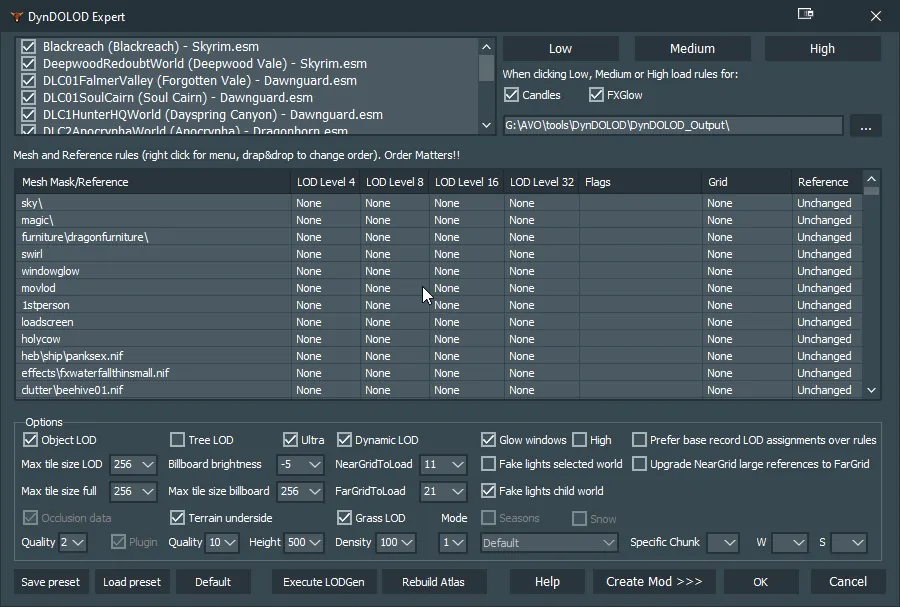 DynDOLOD Expert
Blackreach (Blackreach) - Skyrim.esm
DeepwoodRedoubtWorld (Deepwood Vale) - Skyrim.esm
DLC01FalmerValley (Forgotten Vale) - Dawnguard.esm
DLC01SoulCairn (Soul Cairn) - Dawnguard.esm
DLC1HunterHQWorld (Dayspring Canyon) - Dawnguard.esm
DLC2ApocryphaWorld (Apocrypha) - Dragonborn.esm
Low Medium High
When clicking Low, Medium or High load rules for:
Candles FXGlow
G:\AVO\tools\DynDOLOD\DynDOLOD_Output\ ...
Mesh and Reference rules (right click for menu, drap&drop to change order). Order Matters!!
Mesh Mask/Reference LOD Level 4 LOD Level 8 LOD Level 16 LOD Level 32 Flags Grid Reference
sky\ None None None None None Unchanged
magic\ None None None None None Unchanged
furniture\dragonfurniture\ None None None None None Unchanged
swirl None None None None None Unchanged
windowglow None None None None None Unchanged
movlod None None None None None Unchanged
1stperson None None None None None Unchanged
loadscreen None None None None None Unchanged
holycow None None None None None Unchanged
heb\ship\panksex.nif None None None None None Unchanged
effects\fxwaterfallthinsmall.nif None None None None None Unchanged
clutter\beehive01.nif None None None None None Unchanged
Options
Object LOD Tree LOD Ultra Dynamic LOD Glow windows High Prefer base record LOD assignments over rules
Max tile size LOD 256 Billboard brightness -5 NearGridToLoad 11 Fake lights selected world Upgrade NearGrid large references to FarGrid
Max tile size full 256 Max tile size billboard 256 FarGridToLoad 21 Fake lights child world
Occlusion data Terrain underside Grass LOD Mode Seasons Snow
Quality 2 Plugin Quality 10 Height 500 Density 100 1 Default Specific Chunk W S
Save preset Load preset Default Execute LODGen Rebuild Atlas Help Create Mod >>> OK Cancel